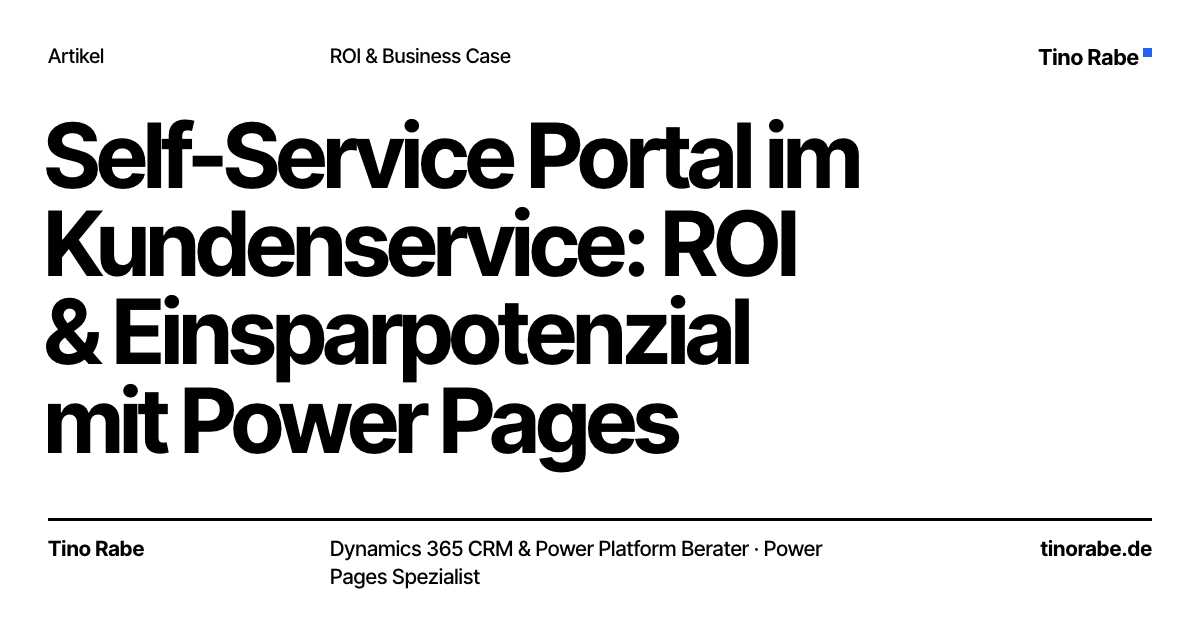 Artikel
ROI & Business Case
Tino Rabe
Self-Service Portal im
Kundenservice: ROI
& Einsparpotenzial
mit Power Pages
Tino Rabe
Dynamics 365 CRM & Power Platform Berater · Power
Pages Spezialist
tinorabe.de